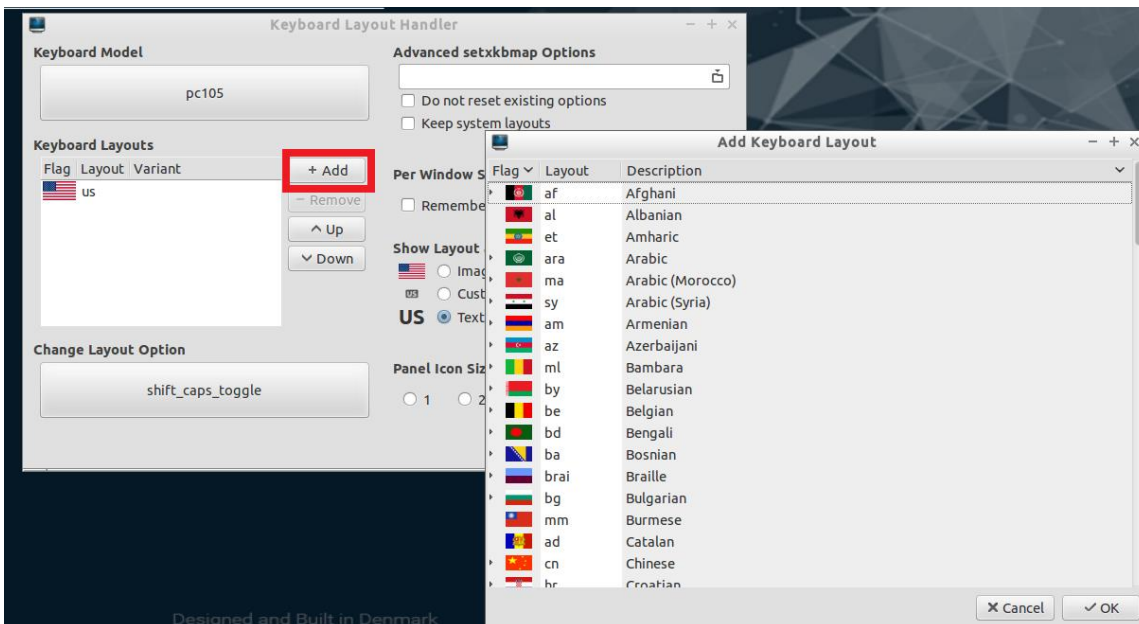 Keyboard Layout Handler
Keyboard Model
pc105
Keyboard Layouts
Flag Layout Variant
us
+ Add
− Remove
Up
Down
Change Layout Option
shift_caps_toggle
Advanced setxkbmap Options
Do not reset existing options
Keep system layouts
Per Window S
Remembe
Show Layout
Imag
US Cust
US Text
Panel Icon Siz
1 2
Add Keyboard Layout
Flag Layout Description
af Afghani
al Albanian
et Amharic
ara Arabic
ma Arabic (Morocco)
sy Arabic (Syria)
am Armenian
az Azerbaijani
ml Bambara
by Belarusian
be Belgian
bd Bengali
ba Bosnian
brai Braille
bg Bulgarian
mm Burmese
ad Catalan
cn Chinese
hr Croatian
Cancel OK
Designed and Built in Denmark